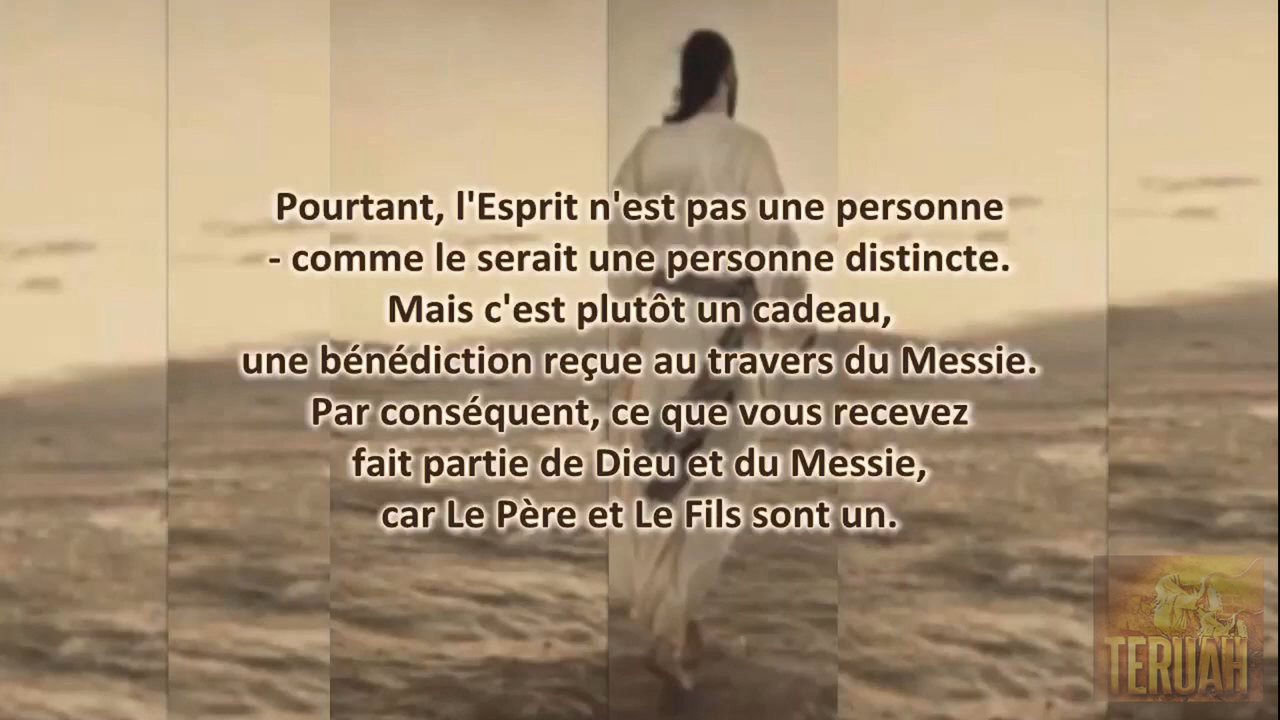 Pourtant, l'Esprit n'est pas une personne
- comme le serait une personne distincte.
Mais c'est plutôt un cadeau,
une bénédiction reçue au travers du Messie.
Par conséquent, ce que vous recevez
fait partie de Dieu et du Messie,
car Le Père et Le Fils sont un.
TERUAH